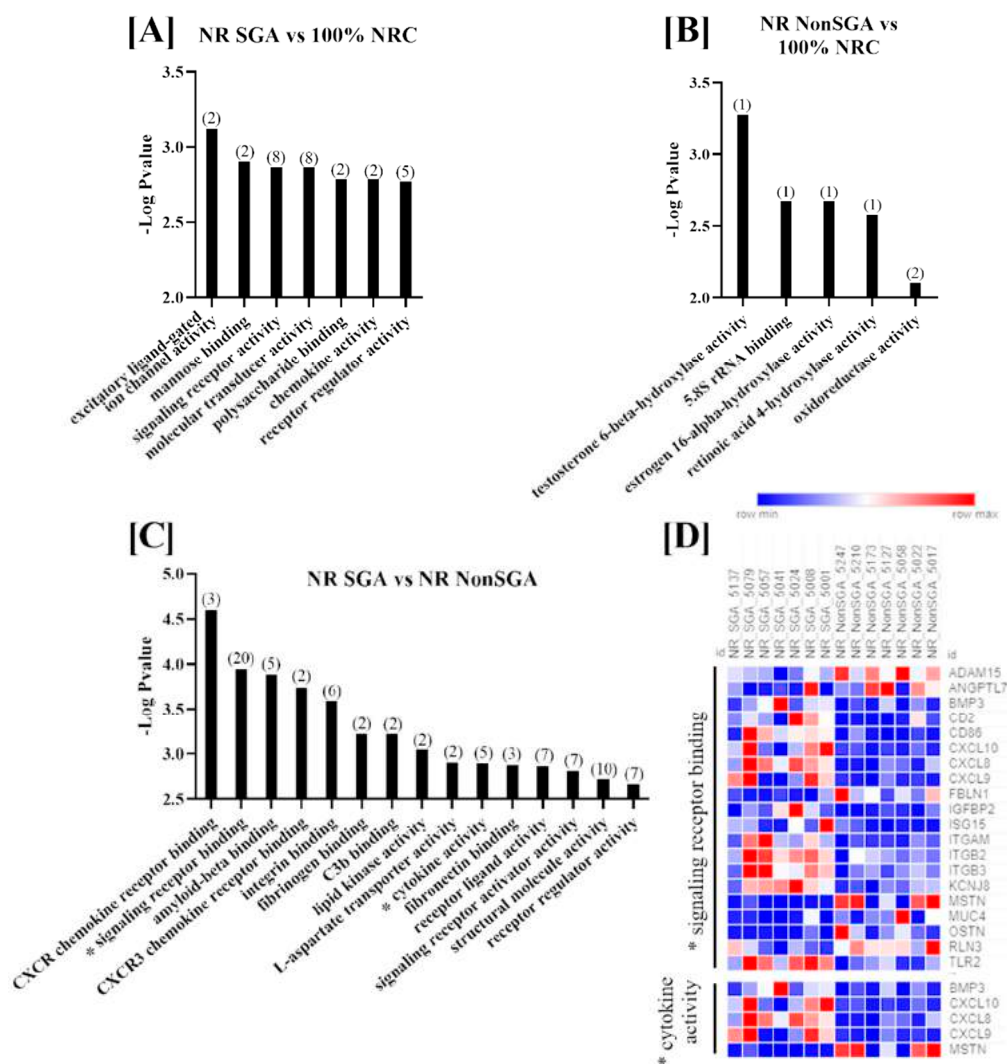 [A] NR SGA vs 100% NRC
3.5
3.0
2.5
2.0
-Log Pvalue
(2)
(2)
(8)
(8)
(2)
(2)
(5)
excitatory ligand-gated
ion channel activity
mannose binding
signaling receptor activity
molecular transducer activity
polysaccharide binding
chemokine activity
receptor regulator activity
[B] NR NonSGA vs
100% NRC
3.5
3.0
2.5
2.0
-Log Pvalue
(1)
(1)
(1)
(1)
(2)
testosterone 6-beta-hydroxylase activity
5.8S rRNA binding
estrogen 16-alpha-hydroxylase activity
retinoic acid 4-hydroxylase activity
oxidoreductase activity
[C]
NR SGA vs NR NonSGA
5.0
4.5
4.0
3.5
3.0
2.5
-Log Pvalue
(3)
(20)
(5)
(2)
(6)
(2)
(2)
(2)
(2)
(5)
(3)
(7)
(7)
(10)
(7)
CXCR chemokine receptor binding
* signaling receptor binding
amyloid-beta binding
CXCR3 chemokine receptor binding
integrin binding
fibrinogen binding
C3b binding
lipid kinase activity
L-aspartate transporter activity
* cytokine activity
fibronectin binding
receptor ligand activity
signaling receptor activator activity
structural molecule activity
receptor regulator activity
row min row max
[D]
id
NR_SGA_5137
NR_SGA_5079
NR_SGA_5057
NR_SGA_5041
NR_SGA_5024
NR_SGA_5008
NR_SGA_5001
NR_NonSGA_5247
NR_NonSGA_5210
NR_NonSGA_5173
NR_NonSGA_5127
NR_NonSGA_5058
NR_NonSGA_5022
NR_NonSGA_5017
id
* signaling receptor binding
ADAM15
ANGPTL7
BMP3
CD2
CD86
CXCL10
CXCL8
CXCL9
FBLN1
IGFBP2
ISG15
ITGAM
ITGB2
ITGB3
KCNJ8
MSTN
MUC4
OSTN
RLN3
TLR2
* cytokine
activity
BMP3
CXCL10
CXCL8
CXCL9
MSTN